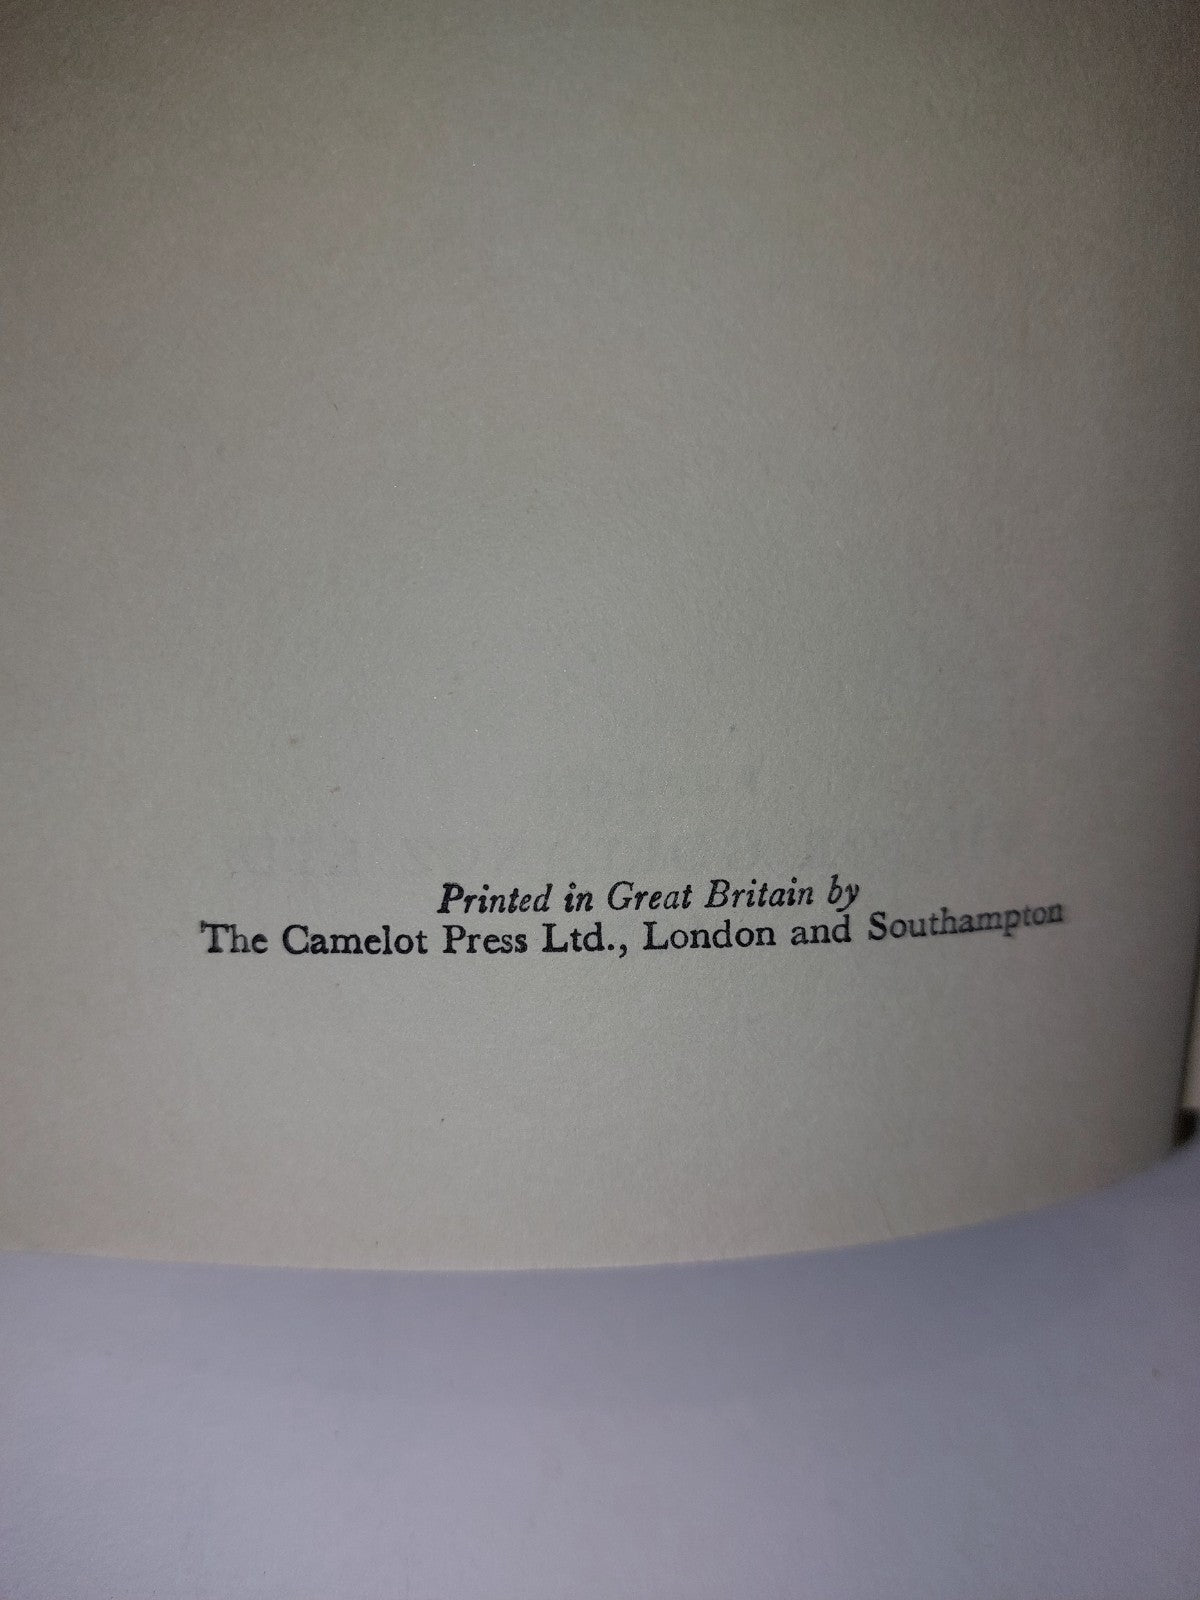 Printed in Great Britain by
The Camelot Press Ltd., London and Southampton